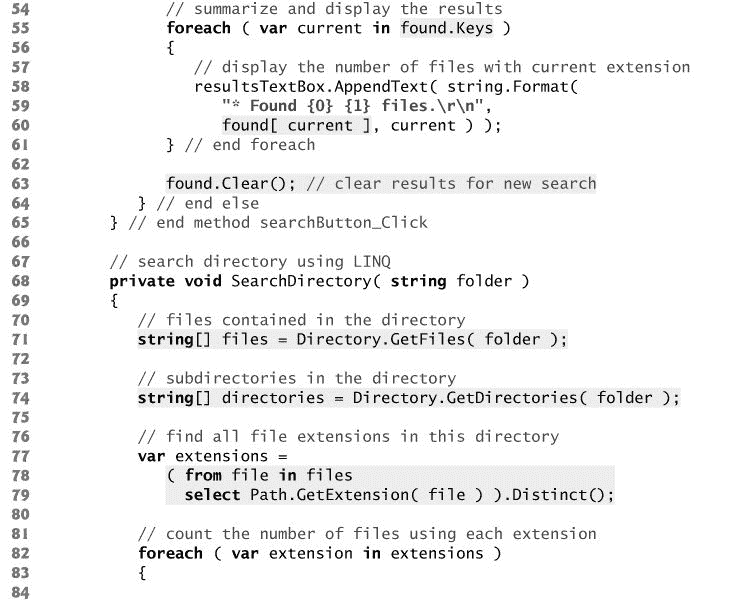 54 // summarize and display the results
55 foreach ( var current in found.Keys )
56 {
57 // display the number of files with current extension
58 resultsTextBox.AppendText( string.Format(
59 "* Found {0} {1} files.\r\n",
60 found[ current ], current ) );
61 } // end foreach
62
63 found.Clear(); // clear results for new search
64 } // end else
65 } // end method searchButton_Click
66
67 // search directory using LINQ
68 private void SearchDirectory( string folder )
69 {
70 // files contained in the directory
71 string[] files = Directory.GetFiles( folder );
72
73 // subdirectories in the directory
74 string[] directories = Directory.GetDirectories( folder );
75
76 // find all file extensions in this directory
77 var extensions =
78 ( from file in files
79 select Path.GetExtension( file ) ).Distinct();
80
81 // count the number of files using each extension
82 foreach ( var extension in extensions )
83 {
84